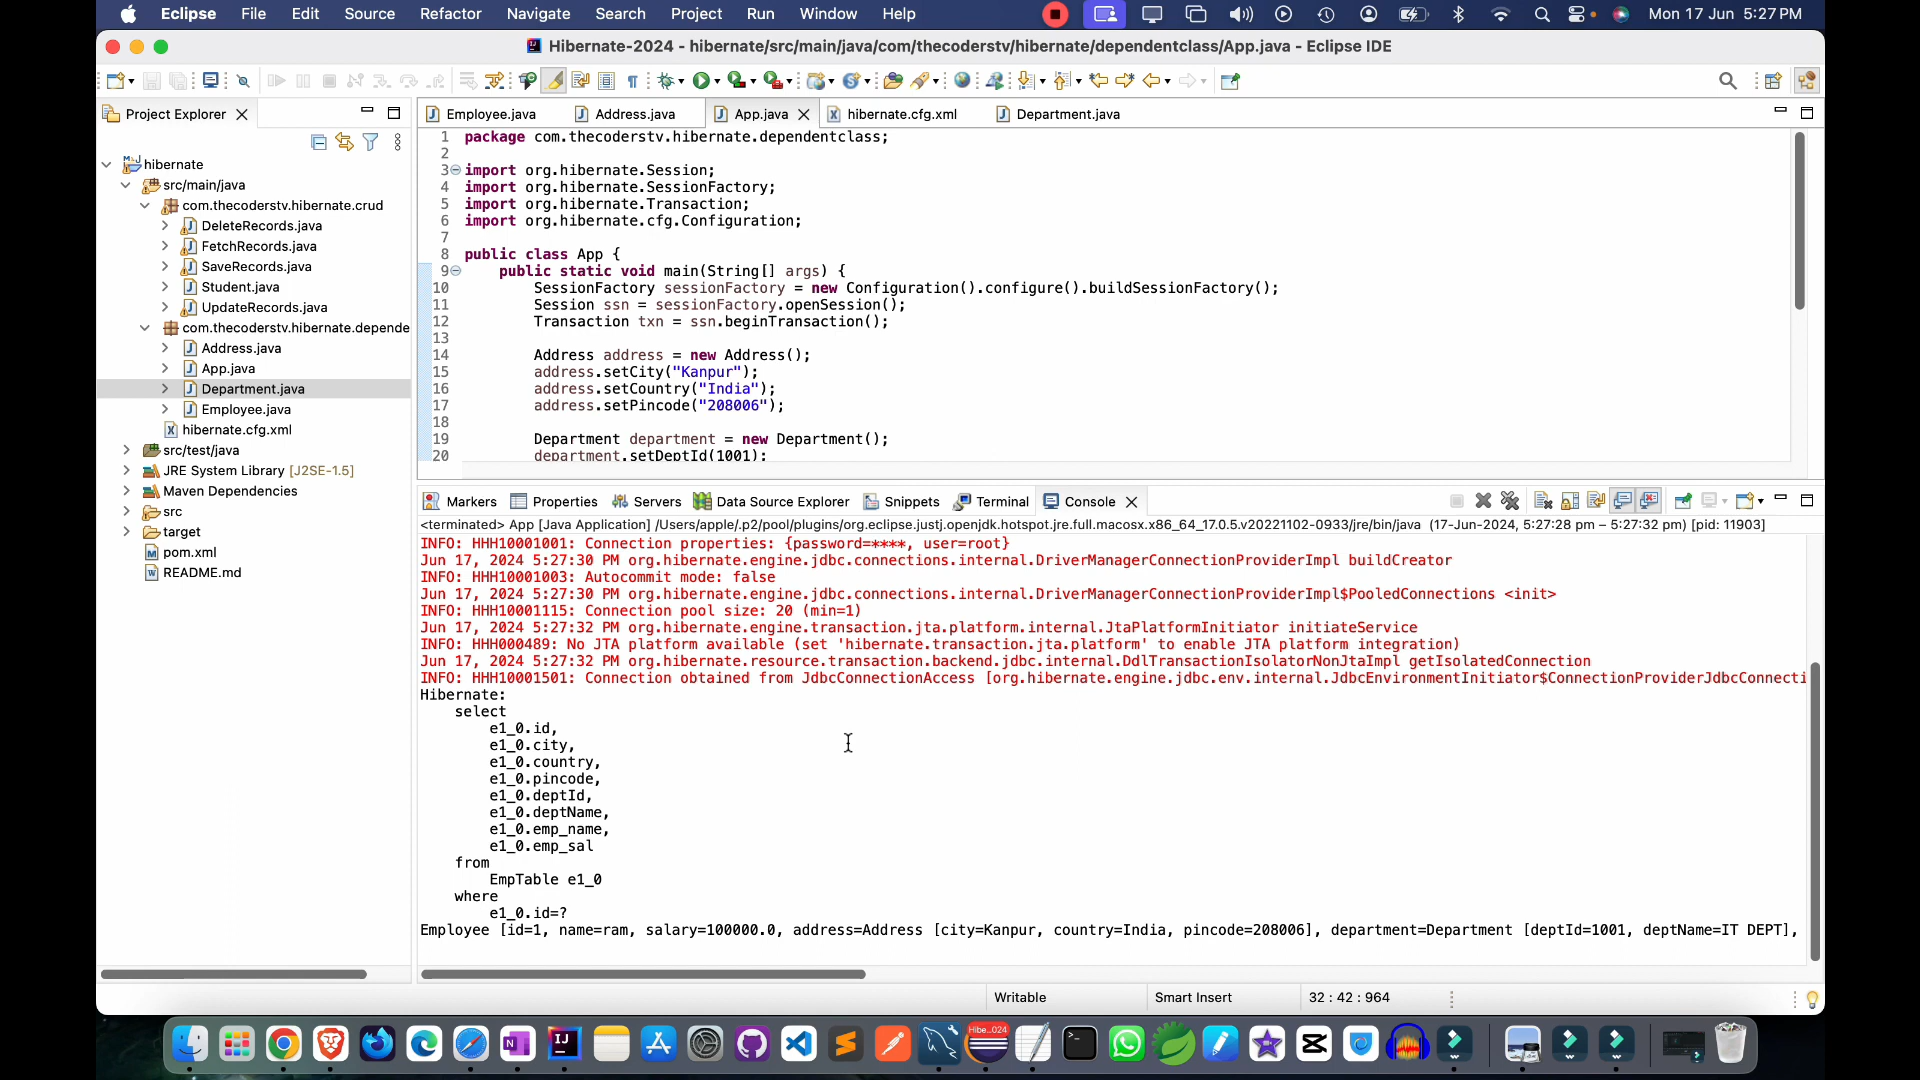 Eclipse File Edit Source Refactor Navigate Search Project Run Window Help Mon 17 Jun 5:27 PM
Hibernate-2024 - hibernate/src/main/java/com/thecoderstv/hibernate/dependentclass/App.java - Eclipse IDE
Project Explorer
hibernate
src/main/java
com.thecoderstv.hibernate.crud
DeleteRecords.java
FetchRecords.java
SaveRecords.java
Student.java
UpdateRecords.java
com.thecoderstv.hibernate.depende
Address.java
App.java
Department.java
Employee.java
hibernate.cfg.xml
src/test/java
JRE System Library [J2SE-1.5]
Maven Dependencies
src
target
pom.xml
README.md
Employee.java Address.java App.java hibernate.cfg.xml Department.java
1 package com.thecoderstv.hibernate.dependentclass;
2
3 import org.hibernate.Session;
4 import org.hibernate.SessionFactory;
5 import org.hibernate.Transaction;
6 import org.hibernate.cfg.Configuration;
7
8 public class App {
9 public static void main(String[] args) {
10 SessionFactory sessionFactory = new Configuration().configure().buildSessionFactory();
11 Session ssn = sessionFactory.openSession();
12 Transaction txn = ssn.beginTransaction();
13
14 Address address = new Address();
15 address.setCity("Kanpur");
16 address.setCountry("India");
17 address.setPincode("208006");
18
19 Department department = new Department();
20 department.setDeptId(1001);
Markers Properties Servers Data Source Explorer Snippets Terminal Console
<terminated> App [Java Application] /Users/apple/.p2/pool/plugins/org.eclipse.justj.openjdk.hotspot.jre.full.macosx.x86_64_17.0.5.v20221102-0933/jre/bin/java (17-Jun-2024, 5:27:28 pm – 5:27:32 pm) [pid: 11903]
INFO: HHH10001001: Connection properties: {password=****, user=root}
Jun 17, 2024 5:27:30 PM org.hibernate.engine.jdbc.connections.internal.DriverManagerConnectionProviderImpl buildCreator
INFO: HHH10001003: Autocommit mode: false
Jun 17, 2024 5:27:30 PM org.hibernate.engine.jdbc.connections.internal.DriverManagerConnectionProviderImpl$PooledConnections <init>
INFO: HHH10001115: Connection pool size: 20 (min=1)
Jun 17, 2024 5:27:32 PM org.hibernate.engine.transaction.jta.platform.internal.JtaPlatformInitiator initiateService
INFO: HHH000489: No JTA platform available (set 'hibernate.transaction.jta.platform' to enable JTA platform integration)
Jun 17, 2024 5:27:32 PM org.hibernate.resource.transaction.backend.jdbc.internal.DdlTransactionIsolatorNonJtaImpl getIsolatedConnection
INFO: HHH10001501: Connection obtained from JdbcConnectionAccess [org.hibernate.engine.jdbc.env.internal.JdbcEnvironmentInitiator$ConnectionProviderJdbcConnecti
Hibernate:
select
e1_0.id,
e1_0.city,
e1_0.country,
e1_0.pincode,
e1_0.deptId,
e1_0.deptName,
e1_0.emp_name,
e1_0.emp_sal
from
EmpTable e1_0
where
e1_0.id=?
Employee [id=1, name=ram, salary=100000.0, address=Address [city=Kanpur, country=India, pincode=208006], department=Department [deptId=1001, deptName=IT DEPT],
Writable Smart Insert 32 : 42 : 964
Hibe...024